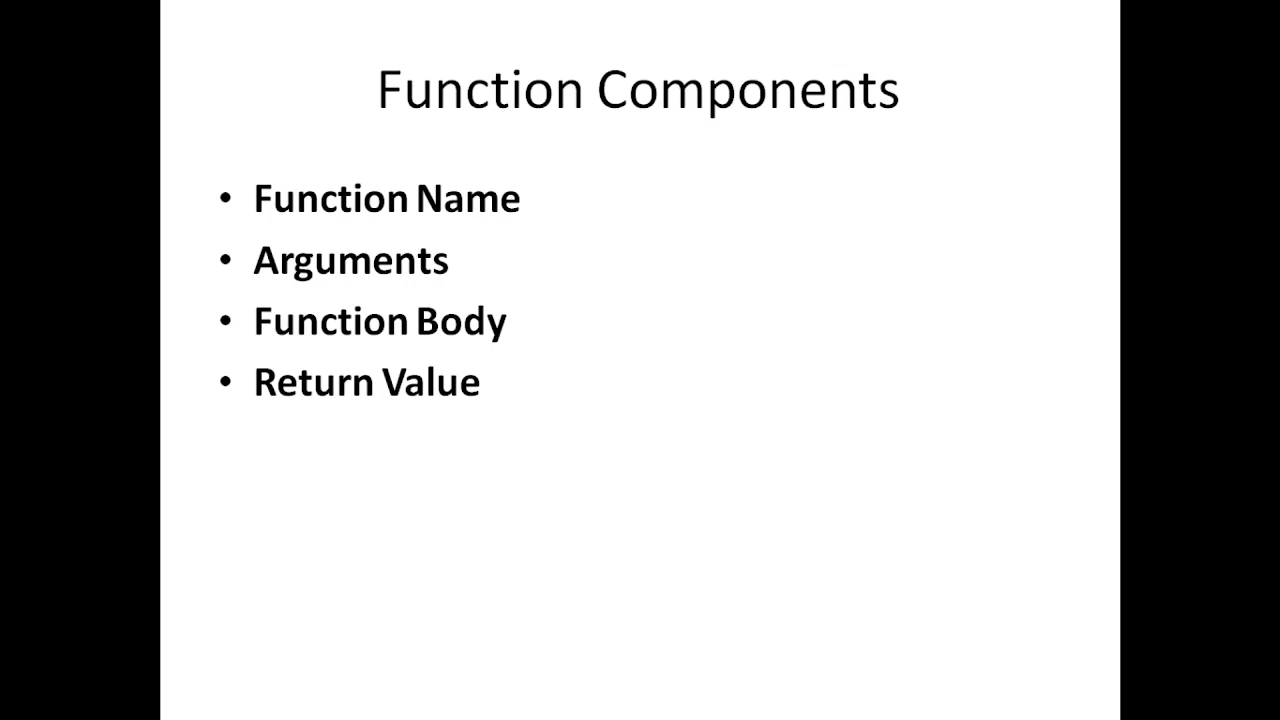 Function Components
• Function Name
• Arguments
• Function Body
• Return Value